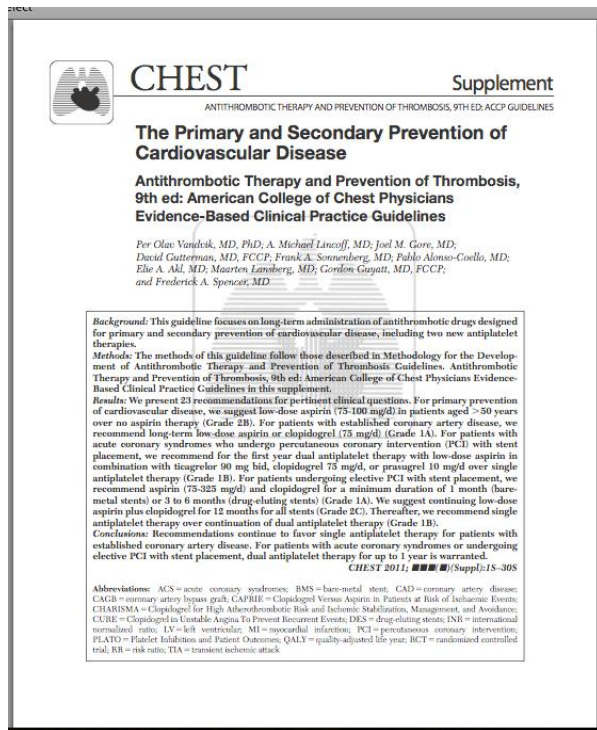 CHEST
Supplement
ANTITHROMBOTIC THERAPY AND PREVENTION OF THROMBOSIS, 9TH ED: ACCP GUIDELINES
The Primary and Secondary Prevention of
Cardiovascular Disease
Antithrombotic Therapy and Prevention of Thrombosis,
9th ed: American College of Chest Physicians
Evidence-Based Clinical Practice Guidelines
Per Olav Vandvik, MD, PhD; A. Michael Lincoff, MD; Joel M. Gore, MD;
David Gutterman, MD, FCCP; Frank A. Sonnenberg, MD; Pablo Alonso-Coello, MD;
Elie A. Akl, MD; Maarten Lansberg, MD; Gordon Guyatt, MD, FCCP;
and Frederick A. Spencer, MD
Background: This guideline focuses on long-term administration of antithrombotic drugs designed
for primary and secondary prevention of cardiovascular disease, including two new antiplatelet
therapies.
Methods: The methods of this guideline follow those described in Methodology for the Develop-
ment of Antithrombotic Therapy and Prevention of Thrombosis Guidelines. Antithrombotic
Therapy and Prevention of Thrombosis, 9th ed: American College of Chest Physicians Evidence-
Based Clinical Practice Guidelines in this supplement.
Results: We present 23 recommendations for pertinent clinical questions. For primary prevention
of cardiovascular disease, we suggest low-dose aspirin (75-100 mg/d) in patients aged >50 years
over no aspirin therapy (Grade 2B). For patients with established coronary artery disease, we
recommend long-term low-dose aspirin or clopidogrel (75 mg/d) (Grade 1A). For patients with
acute coronary syndromes who undergo percutaneous coronary intervention (PCI) with stent
placement, we recommend for the first year dual antiplatelet therapy with low-dose aspirin in
combination with ticagrelor 90 mg bid, clopidogrel 75 mg/d, or prasugrel 10 mg/d over single
antiplatelet therapy (Grade 1B). For patients undergoing elective PCI with stent placement, we
recommend aspirin (75-325 mg/d) and clopidogrel for a minimum duration of 1 month (bare-
metal stents) or 3 to 6 months (drug-eluting stents) (Grade 1A). We suggest continuing low-dose
aspirin plus clopidogrel for 12 months for all stents (Grade 2C). Thereafter, we recommend single
antiplatelet therapy over continuation of dual antiplatelet therapy (Grade 1B).
Conclusions: Recommendations continue to favor single antiplatelet therapy for patients with
established coronary artery disease. For patients with acute coronary syndromes or undergoing
elective PCI with stent placement, dual antiplatelet therapy for up to 1 year is warranted.
CHEST 2011; ■■■(■)(Suppl):1S–30S
Abbreviations: ACS = acute coronary syndromes; BMS = bare-metal stent; CAD = coronary artery disease;
CAGB = coronary artery bypass graft; CAPRIE = Clopidogrel Versus Aspirin in Patients at Risk of Ischaemic Events;
CHARISMA = Clopidogrel for High Atherothrombotic Risk and Ischemic Stabilization, Management, and Avoidance;
CURE = Clopidogrel in Unstable Angina To Prevent Recurrent Events; DES = drug-eluting stents; INR = international
normalized ratio; LV = left ventricular; MI = myocardial infarction; PCI = percutaneous coronary intervention;
PLATO = Platelet Inhibition and Patient Outcomes; QALY = quality-adjusted life year; RCT = randomized controlled
trial; RR = risk ratio; TIA = transient ischemic attack